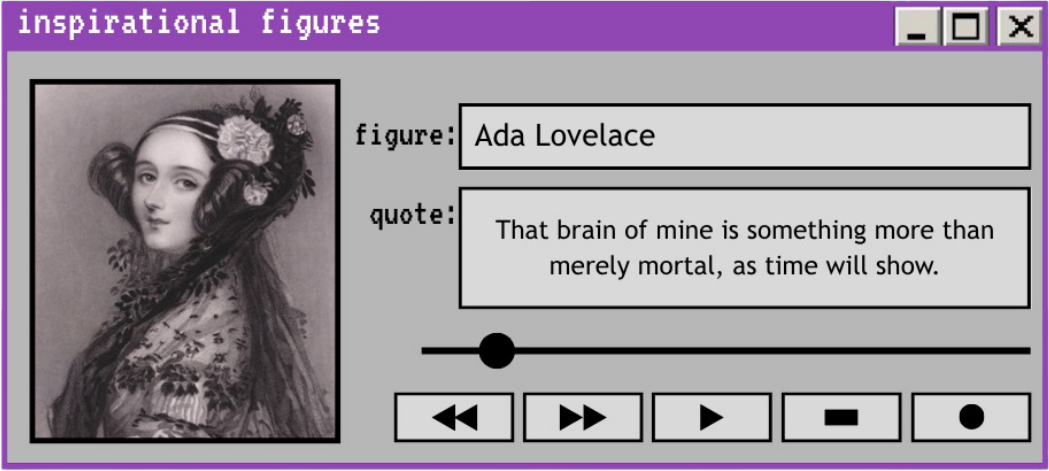 inspirational figures
figure: Ada Lovelace
quote: That brain of mine is something more than
merely mortal, as time will show.